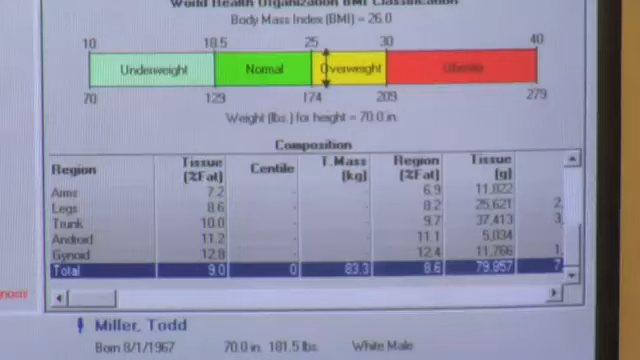 World Health Organization BMI Classification
Body Mass Index (BMI) = 26.0
10 18.5 25 30 40
Underweight Normal Overweight Obese
70 129 174 209 279
Weight (lbs.) for height = 70.0 in.
Composition
Region Tissue (%Fat) Centile T.Mass (kg) Region (%Fat) Tissue (g)
Arms 7.2 - - 6.9 11,822
Legs 8.6 - - 8.2 25,621 2,
Trunk 10.0 - - 9.7 37,413 3,
Android 11.2 - - 11.1 5,034
Gynoid 12.8 - - 12.4 11,766 1,
Total 9.0 0 83.3 8.6 79,857 7
Miller, Todd
Born 8/1/1967 70.0 in. 181.5 lbs. White Male